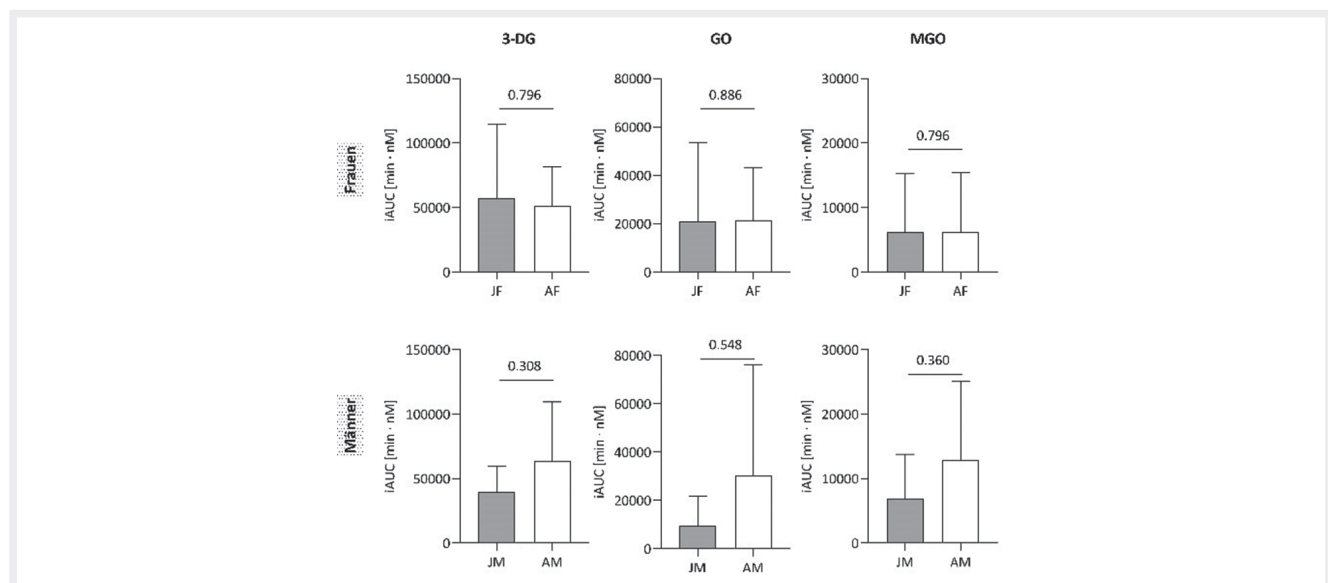 3-DG
GO
MGO
Frauen
iAUC [min · nM]
150000
100000
50000
0
0.796
JF
AF
iAUC [min · nM]
80000
60000
40000
20000
0
0.886
JF
AF
iAUC [min · nM]
30000
20000
10000
0
0.796
JF
AF
Männer
iAUC [min · nM]
150000
100000
50000
0
0.308
JM
AM
iAUC [min · nM]
80000
60000
40000
20000
0
0.548
JM
AM
iAUC [min · nM]
30000
20000
10000
0
0.360
JM
AM